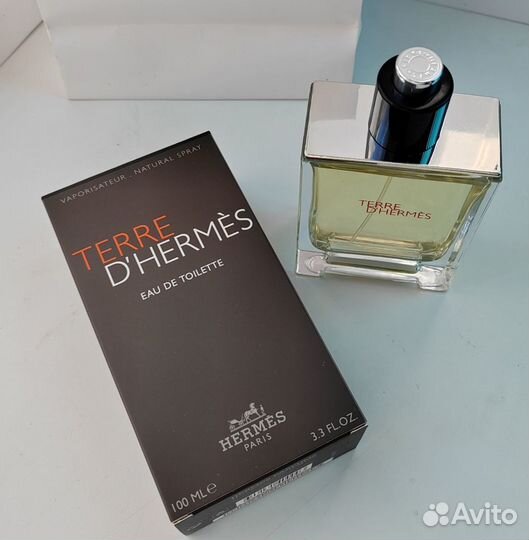 VAPORISATEUR . NATURAL SPRAY
TERRE
D'HERMÈS
EAU DE TOILETTE
HERMÈS
PARIS
100 ML e
3.3 FL.OZ.
TERRE
D'HERMÈS
Avito